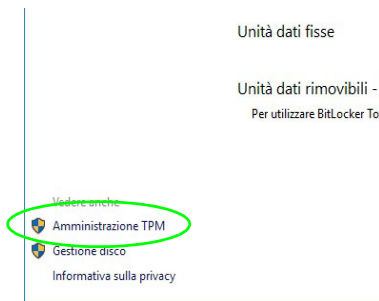 Unità dati fisse
Unità dati rimovibili -
Per utilizzare BitLocker To
Vedere anche
Amministrazione TPM
Gestione disco
Informativa sulla privacy